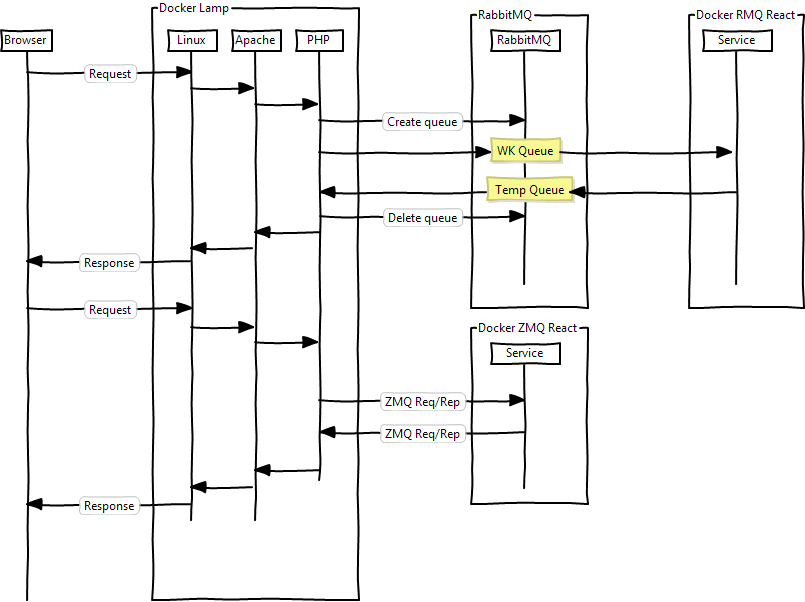 Docker Lamp
RabbitMQ
Docker RMQ React
Browser
Linux
Apache
PHP
RabbitMQ
Service
Request
Create queue
WK Queue
Temp Queue
Delete queue
Response
Request
Docker ZMQ React
Service
ZMQ Req/Rep
ZMQ Req/Rep
Response